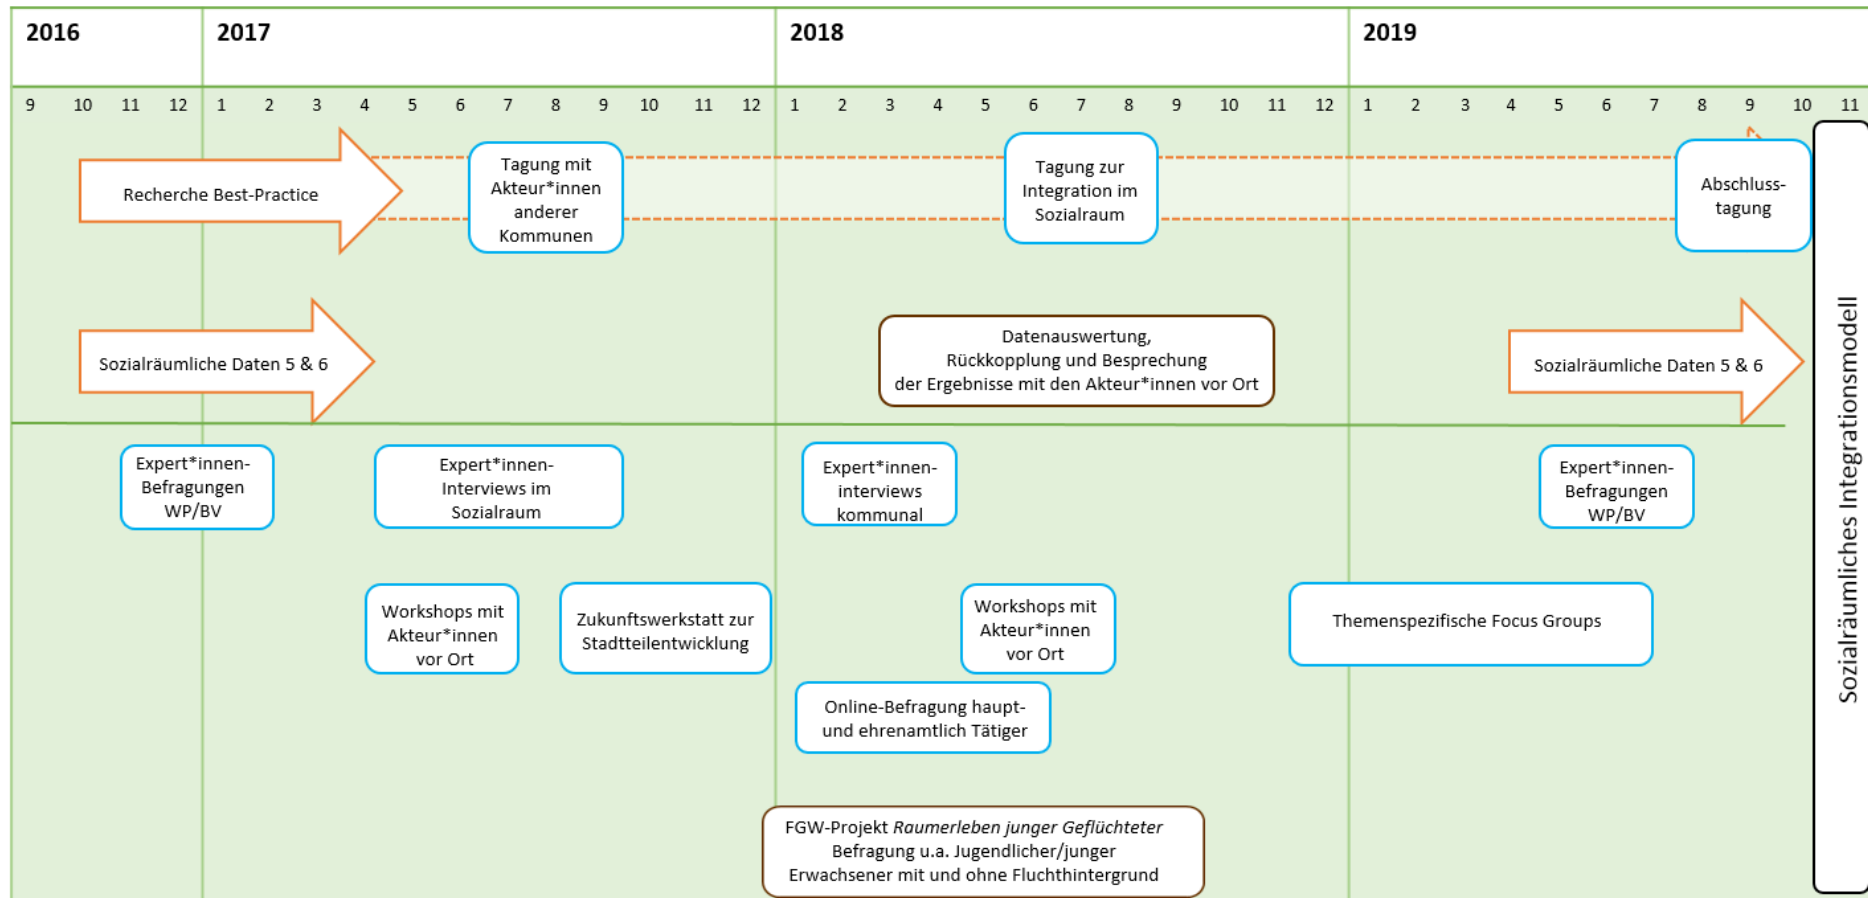 2016 2017 2018 2019
9 10 11 12 1 2 3 4 5 6 7 8 9 10 11 12 1 2 3 4 5 6 7 8 9 10 11 12 1 2 3 4 5 6 7 8 9 10 11
Recherche Best-Practice
Tagung mit
Akteur*innen
anderer
Kommunen
Tagung zur
Integration im
Sozialraum
Abschluss-
tagung
Sozialräumliche Daten 5 & 6
Datenauswertung,
Rückkopplung und Besprechung
der Ergebnisse mit den Akteur*innen vor Ort
Sozialräumliche Daten 5 & 6
Expert*innen-
Befragungen
WP/BV
Expert*innen-
Interviews im
Sozialraum
Expert*innen-
interviews
kommunal
Expert*innen-
Befragungen
WP/BV
Workshops mit
Akteur*innen
vor Ort
Zukunftswerkstatt zur
Stadtteilentwicklung
Workshops mit
Akteur*innen
vor Ort
Themenspezifische Focus Groups
Online-Befragung haupt-
und ehrenamtlich Tätiger
FGW-Projekt Raumerleben junger Geflüchteter
Befragung u.a. Jugendlicher/junger
Erwachsener mit und ohne Fluchthintergrund
Sozialräumliches Integrationsmodell